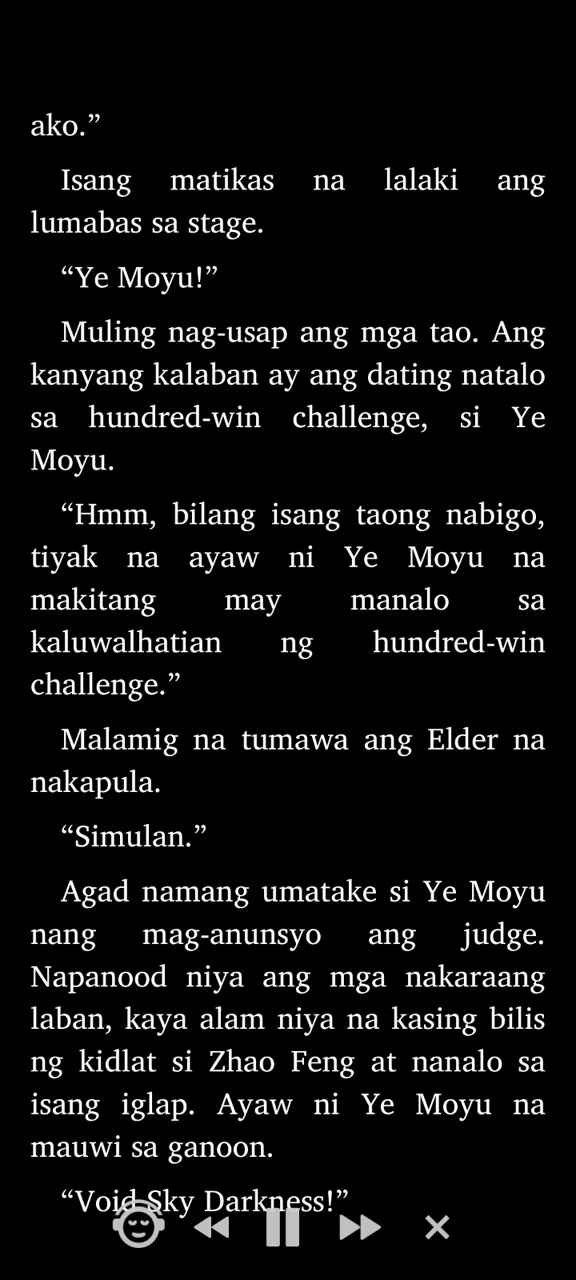 ako.”
Isang matikas na lalaki ang
lumabas sa stage.
“Ye Moyu!”
Muling nag-usap ang mga tao. Ang
kanyang kalaban ay ang dating natalo
sa hundred-win challenge, si Ye
Moyu.
“Hmm, bilang isang taong nabigo,
tiyak na ayaw ni Ye Moyu na
makitang may manalo sa
kaluwalhatian ng hundred-win
challenge.”
Malamig na tumawa ang Elder na
nakapula.
“Simulan.”
Agad namang umatake si Ye Moyu
nang mag-anunsyo ang judge.
Napanood niya ang mga nakaraang
laban, kaya alam niya na kasing bilis
ng kidlat si Zhao Feng at nanalo sa
isang iglap. Ayaw ni Ye Moyu na
mauwi sa ganoon.
“Void Sky Darkness!”